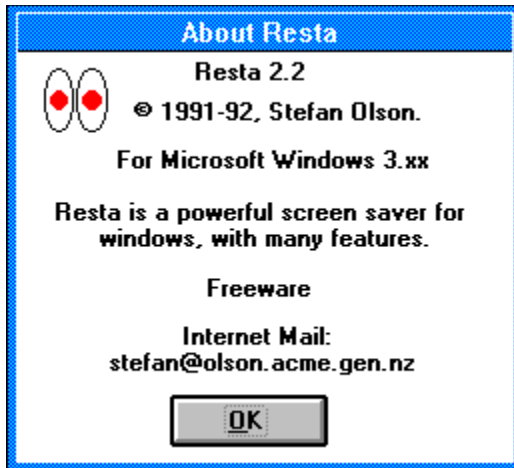 About Resta
Resta 2.2
© 1991-92, Stefan Olson.
For Microsoft Windows 3.xx
Resta is a powerful screen saver for
windows, with many features.
Freeware
Internet Mail:
stefan@olson.acme.gen.nz
OK